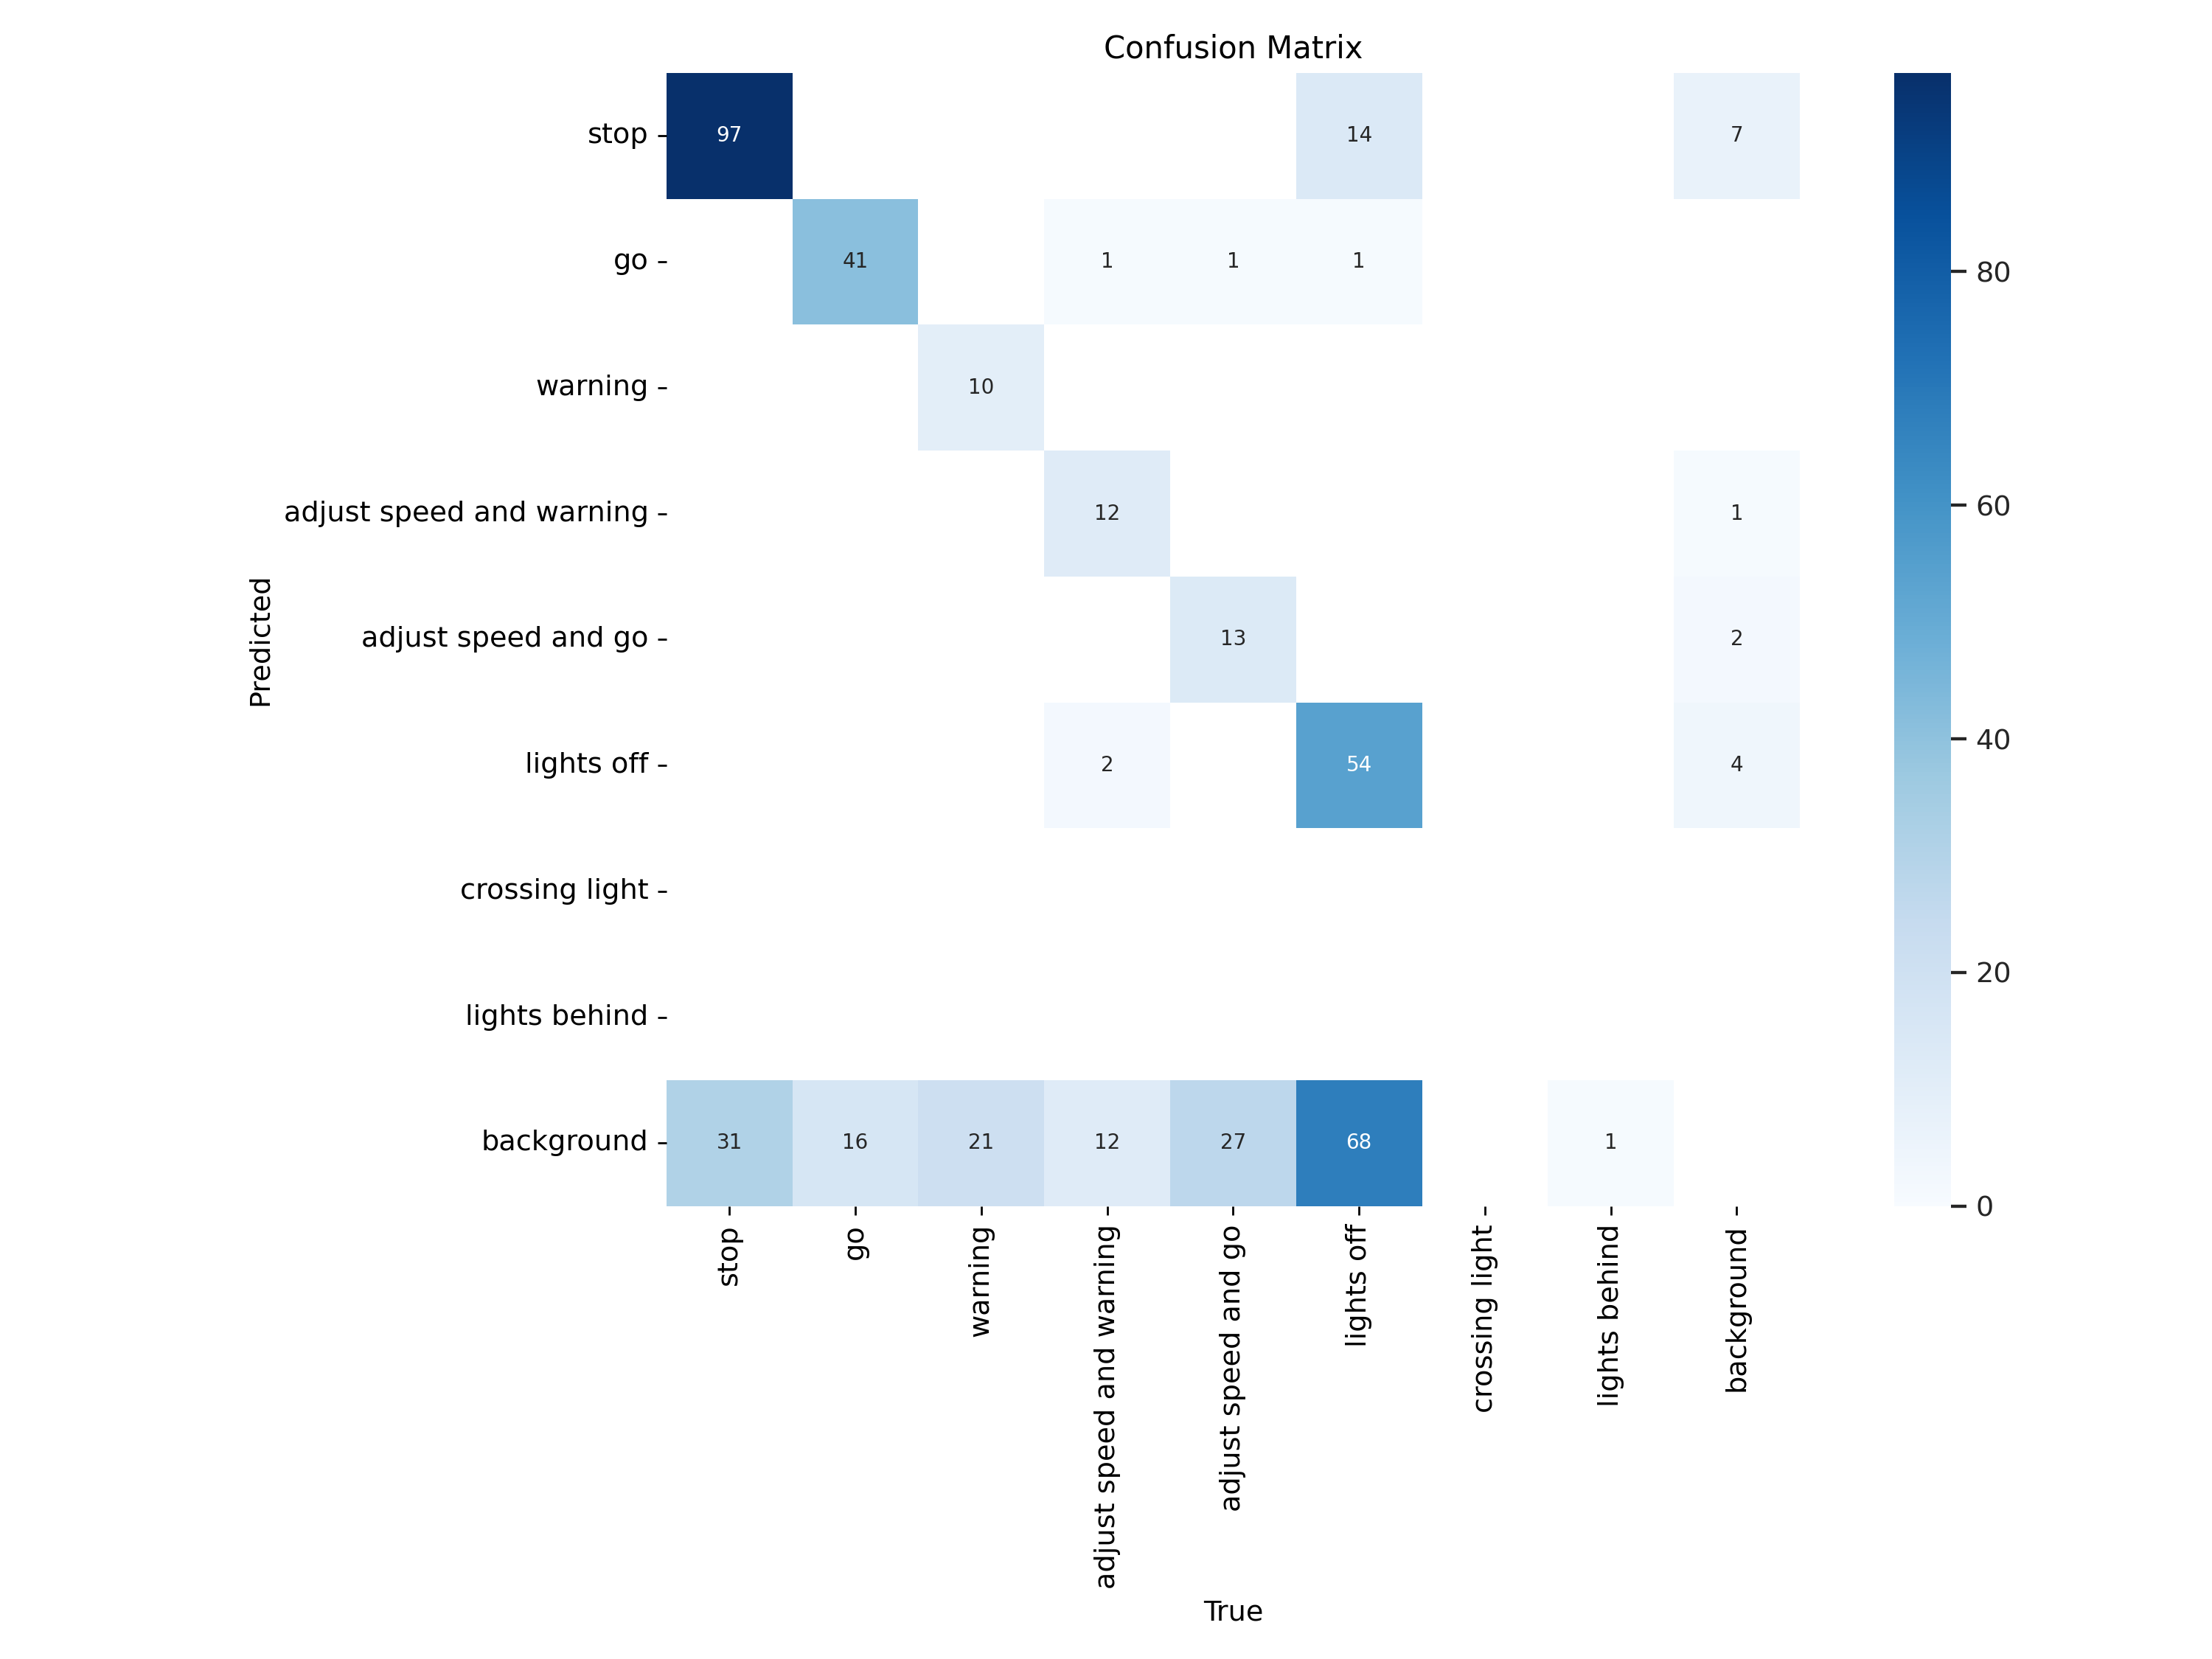 Confusion Matrix
stop
97
14
7
go
41
1
1
1
warning
10
adjust speed and warning
12
1
adjust speed and go
13
2
lights off
2
54
4
crossing light
lights behind
background
31
16
21
12
27
68
1
Predicted
stop
go
warning
adjust speed and warning
adjust speed and go
lights off
crossing light
lights behind
background
True
80
60
40
20
0